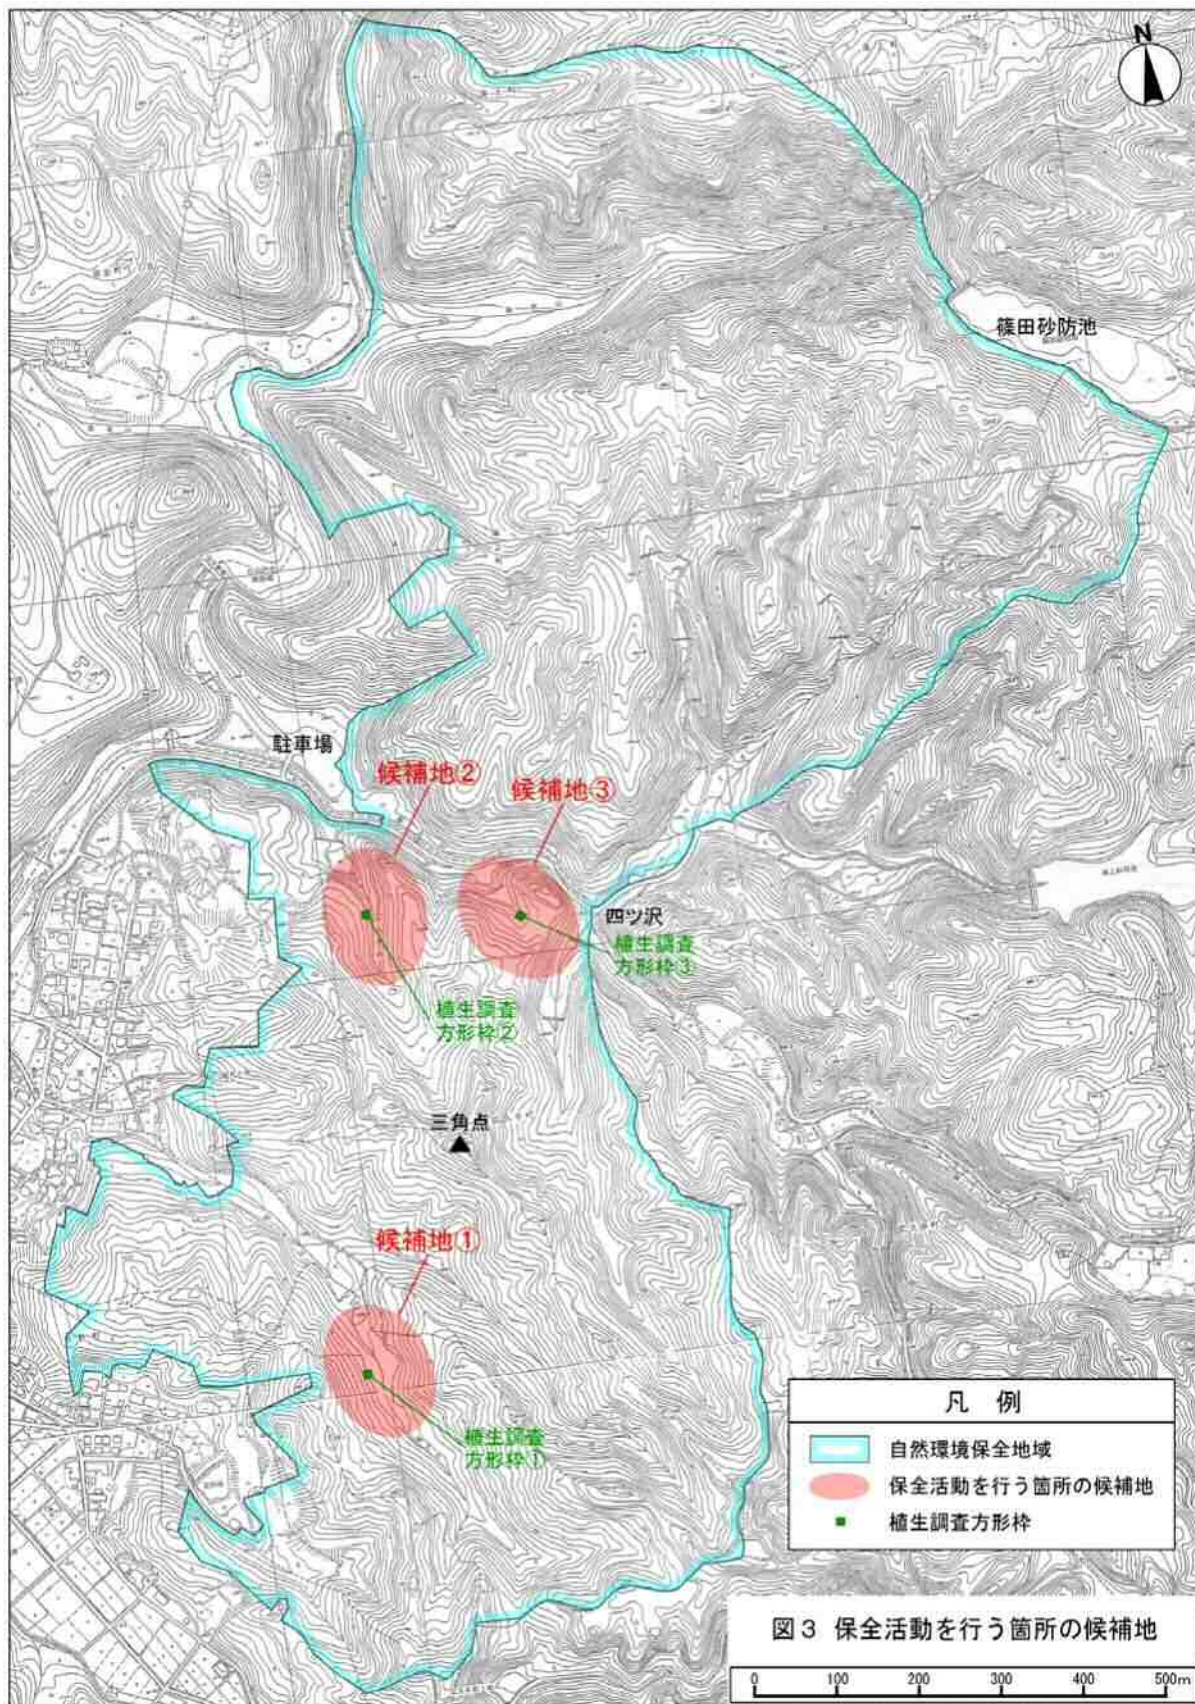 N
篠田砂防池
駐車場
候補地②
候補地③
四ツ沢
植生調査
方形枠③
植生調査
方形枠②
三角点
候補地①
植生調査
方形枠①
凡 例
自然環境保全地域
保全活動を行う箇所の候補地
植生調査方形枠
図3 保全活動を行う箇所の候補地
0 100 200 300 400 500m